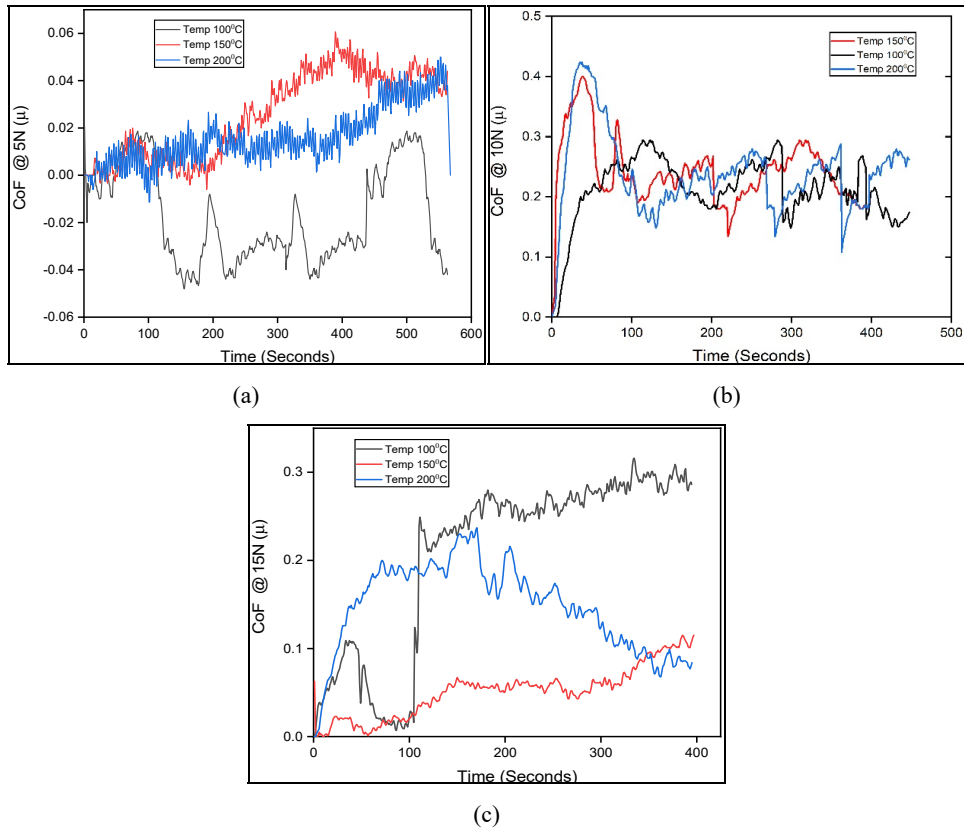 Temp 100⁰C
Temp 150⁰C
Temp 200⁰C
0.06
0.04
0.02
0.00
-0.02
-0.04
-0.06
CoF @ 5N (μ)
0 100 200 300 400 500 600
Time (Seconds)
(a)
Temp 150⁰C
Temp 100⁰C
Temp 200⁰C
0.5
0.4
0.3
0.2
0.1
0.0
CoF @ 10N (μ)
0 100 200 300 400 500
Time (Seconds)
(b)
Temp 100⁰C
Temp 150⁰C
Temp 200⁰C
0.3
0.2
0.1
0.0
CoF @ 15N (μ)
0 100 200 300 400
Time (Seconds)
(c)